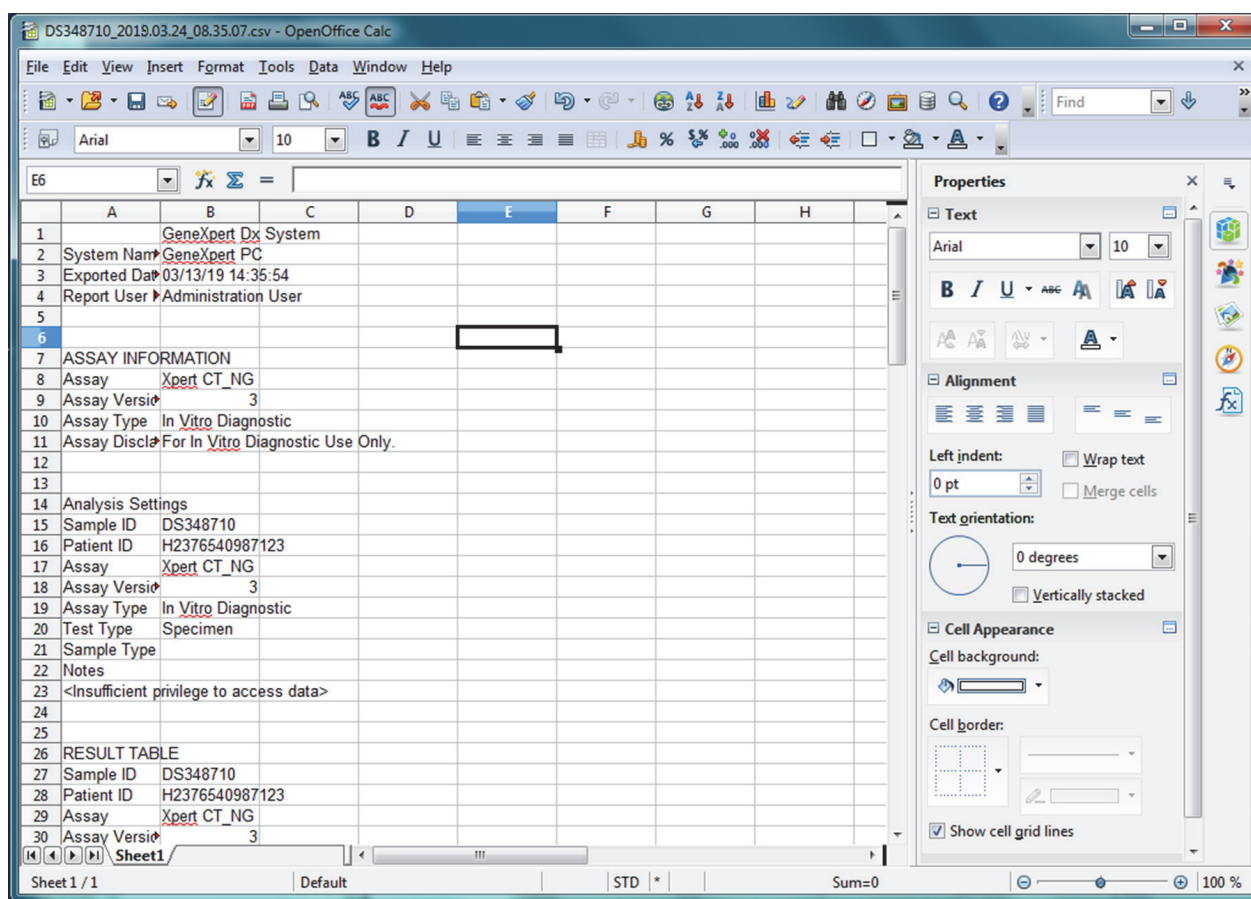 DS348710_2019.03.24_08.35.07.csv - OpenOffice Calc
File Edit View Insert Format Tools Data Window Help
Find
Arial 10
E6
A B C D E F G H
1 GeneXpert Dx System
2 System Nam GeneXpert PC
3 Exported Dat 03/13/19 14:35:54
4 Report User Administration User
5
6
7 ASSAY INFORMATION
8 Assay Xpert CT_NG
9 Assay Versio 3
10 Assay Type In Vitro Diagnostic
11 Assay Discla For In Vitro Diagnostic Use Only.
12
13
14 Analysis Settings
15 Sample ID DS348710
16 Patient ID H2376540987123
17 Assay Xpert CT_NG
18 Assay Versio 3
19 Assay Type In Vitro Diagnostic
20 Test Type Specimen
21 Sample Type
22 Notes
23 <Insufficient privilege to access data>
24
25
26 RESULT TABLE
27 Sample ID DS348710
28 Patient ID H2376540987123
29 Assay Xpert CT_NG
30 Assay Versio 3
Sheet1
Sheet 1 / 1 Default STD * Sum=0 100 %
Properties
Text
Arial 10
Alignment
Left indent:
Wrap text
0 pt
Merge cells
Text orientation:
0 degrees
Vertically stacked
Cell Appearance
Cell background:
Cell border:
Show cell grid lines